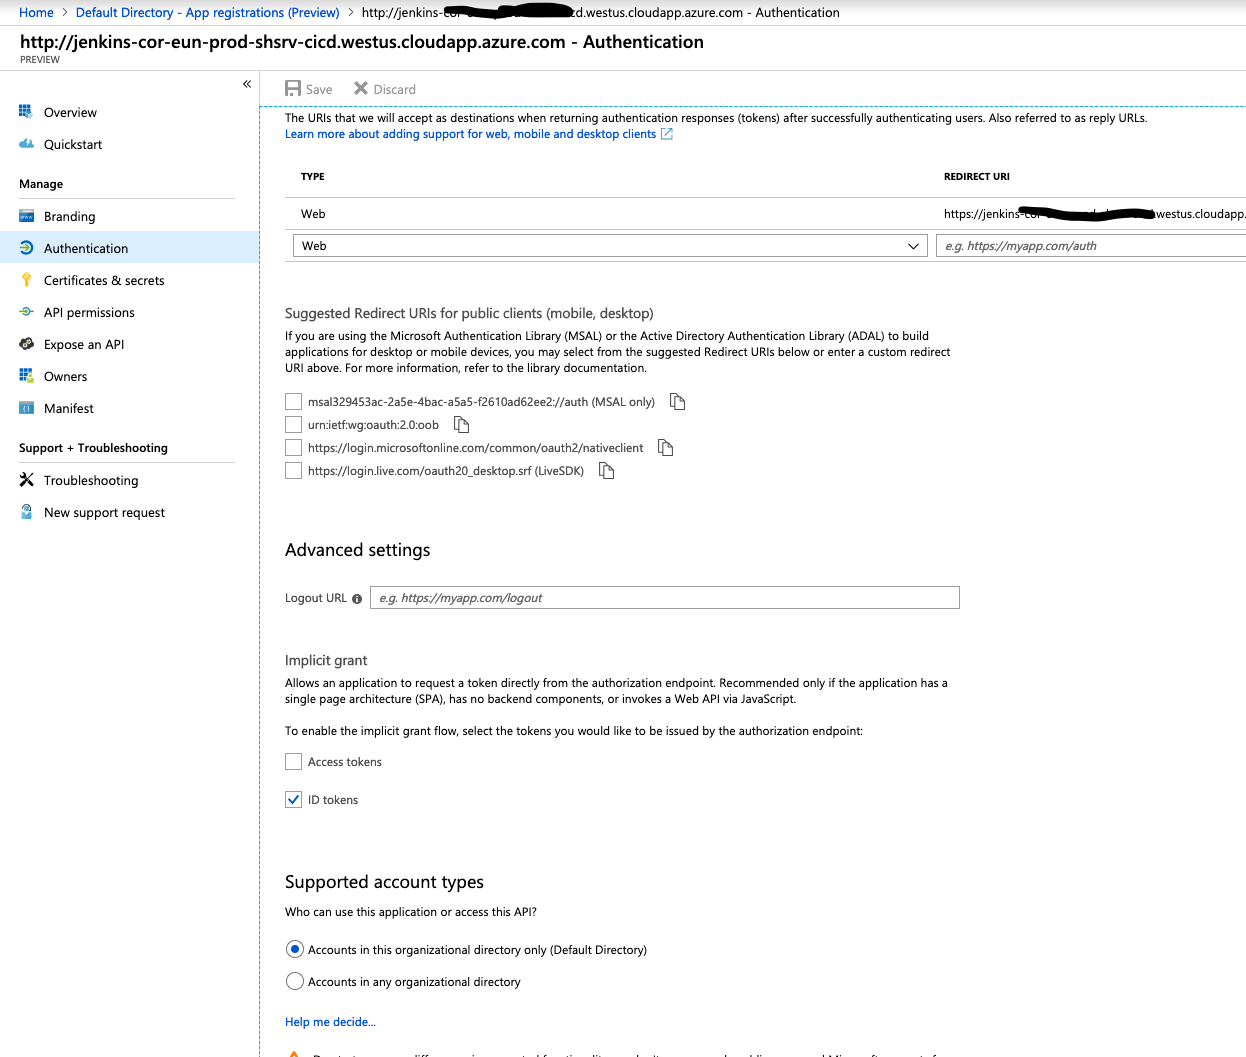 Home > Default Directory - App registrations (Preview) > http://jenkins-cor- cd.westus.cloudapp.azure.com - Authentication
http://jenkins-cor-eun-prod-shsrv-cicd.westus.cloudapp.azure.com - Authentication
PREVIEW
«
Save Discard
Overview
Quickstart
Manage
Branding
Authentication
Certificates & secrets
API permissions
Expose an API
Owners
Manifest
Support + Troubleshooting
Troubleshooting
New support request
The URIs that we will accept as destinations when returning authentication responses (tokens) after successfully authenticating users. Also referred to as reply URLs.
Learn more about adding support for web, mobile and desktop clients
TYPE REDIRECT URI
Web https://jenkins- .westus.cloudapp.
Web e.g. https://myapp.com/auth
Suggested Redirect URIs for public clients (mobile, desktop)
If you are using the Microsoft Authentication Library (MSAL) or the Active Directory Authentication Library (ADAL) to build
applications for desktop or mobile devices, you may select from the suggested Redirect URIs below or enter a custom redirect
URI above. For more information, refer to the library documentation.
msal329453ac-2a5e-4bac-a5a5-f2610ad62ee2://auth (MSAL only)
urn:ietf:wg:oauth:2.0:oob
https://login.microsoftonline.com/common/oauth2/nativeclient
https://login.live.com/oauth20_desktop.srf (LiveSDK)
Advanced settings
Logout URL e.g. https://myapp.com/logout
Implicit grant
Allows an application to request a token directly from the authorization endpoint. Recommended only if the application has a
single page architecture (SPA), has no backend components, or invokes a Web API via JavaScript.
To enable the implicit grant flow, select the tokens you would like to be issued by the authorization endpoint:
Access tokens
ID tokens
Supported account types
Who can use this application or access this API?
Accounts in this organizational directory only (Default Directory)
Accounts in any organizational directory
Help me decide...